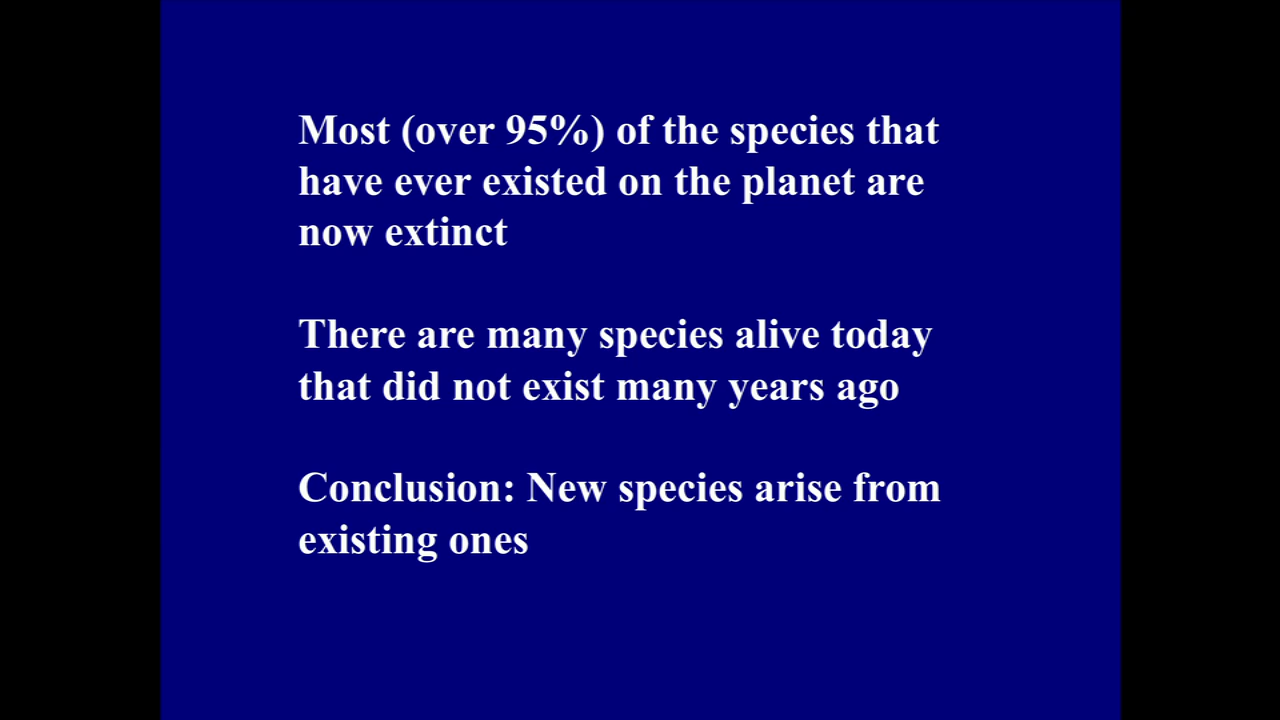 Most (over 95%) of the species that
have ever existed on the planet are
now extinct
There are many species alive today
that did not exist many years ago
Conclusion: New species arise from
existing ones